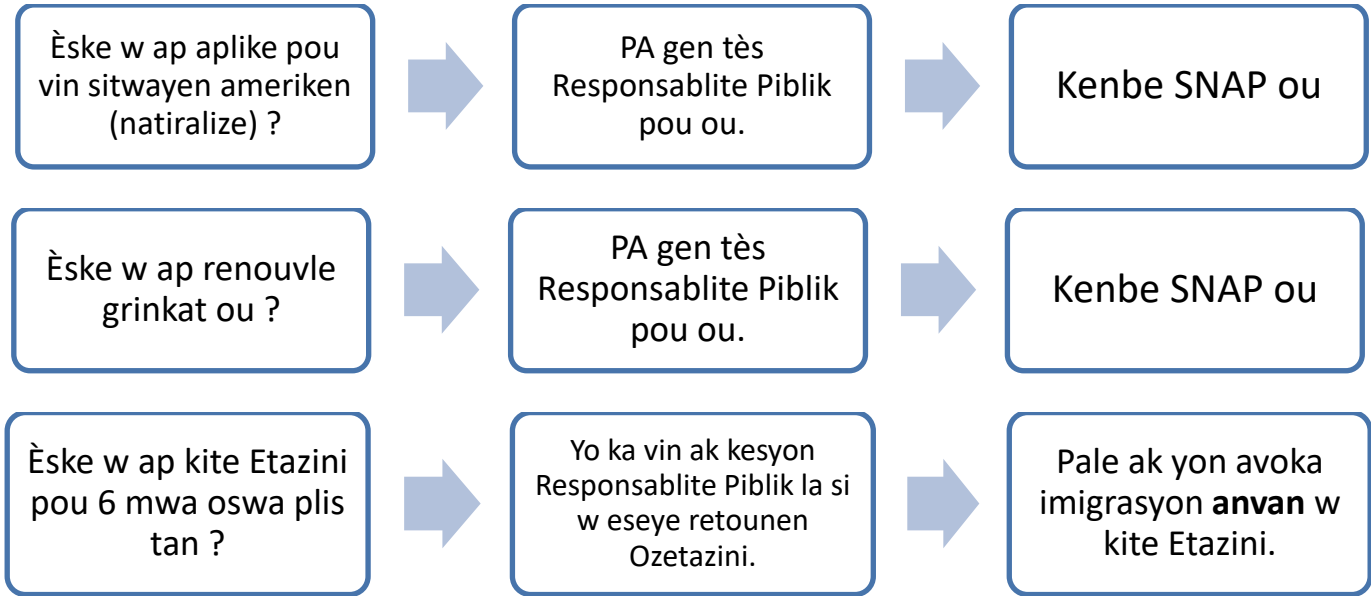 Èske w ap aplike pou
vin sitwayen ameriken
(natiralize) ?
PA gen tès
Responsablite Piblik
pou ou.
Kenbe SNAP ou
Èske w ap renouvle
grinkat ou ?
PA gen tès
Responsablite Piblik
pou ou.
Kenbe SNAP ou
Èske w ap kite Etazini
pou 6 mwa oswa plis
tan ?
Yo ka vin ak kesyon
Responsablite Piblik la si
w eseye retounen
Ozetazini.
Pale ak yon avoka
imigrasyon anvan w
kite Etazini.